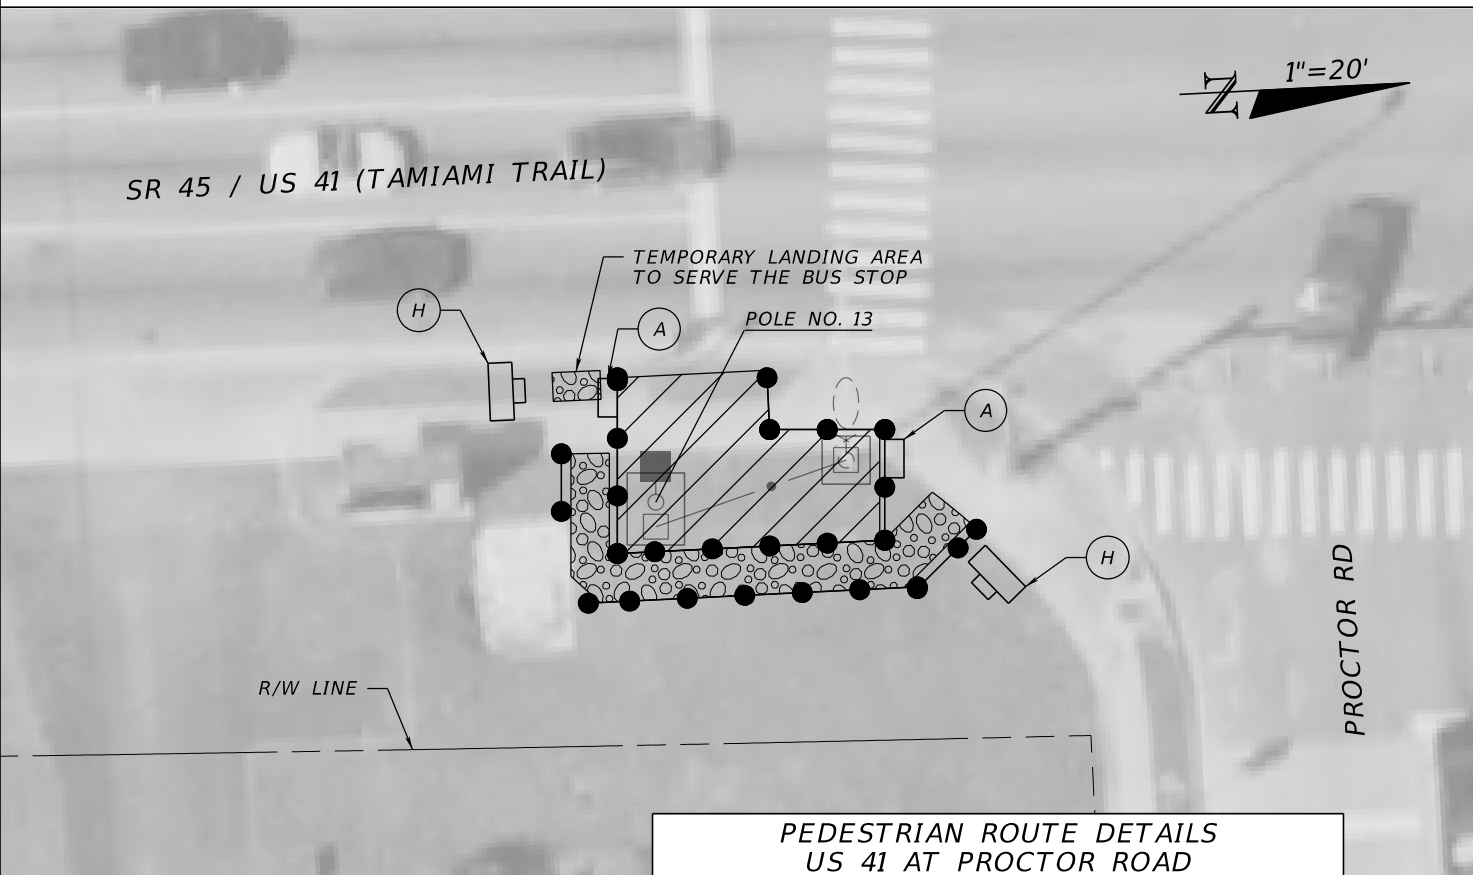 1"=20'
N
SR 45 / US 41 (TAMIAMI TRAIL)
TEMPORARY LANDING AREA
TO SERVE THE BUS STOP
H
A
POLE NO. 13
A
H
PROCTOR RD
R/W LINE
PEDESTRIAN ROUTE DETAILS
US 41 AT PROCTOR ROAD